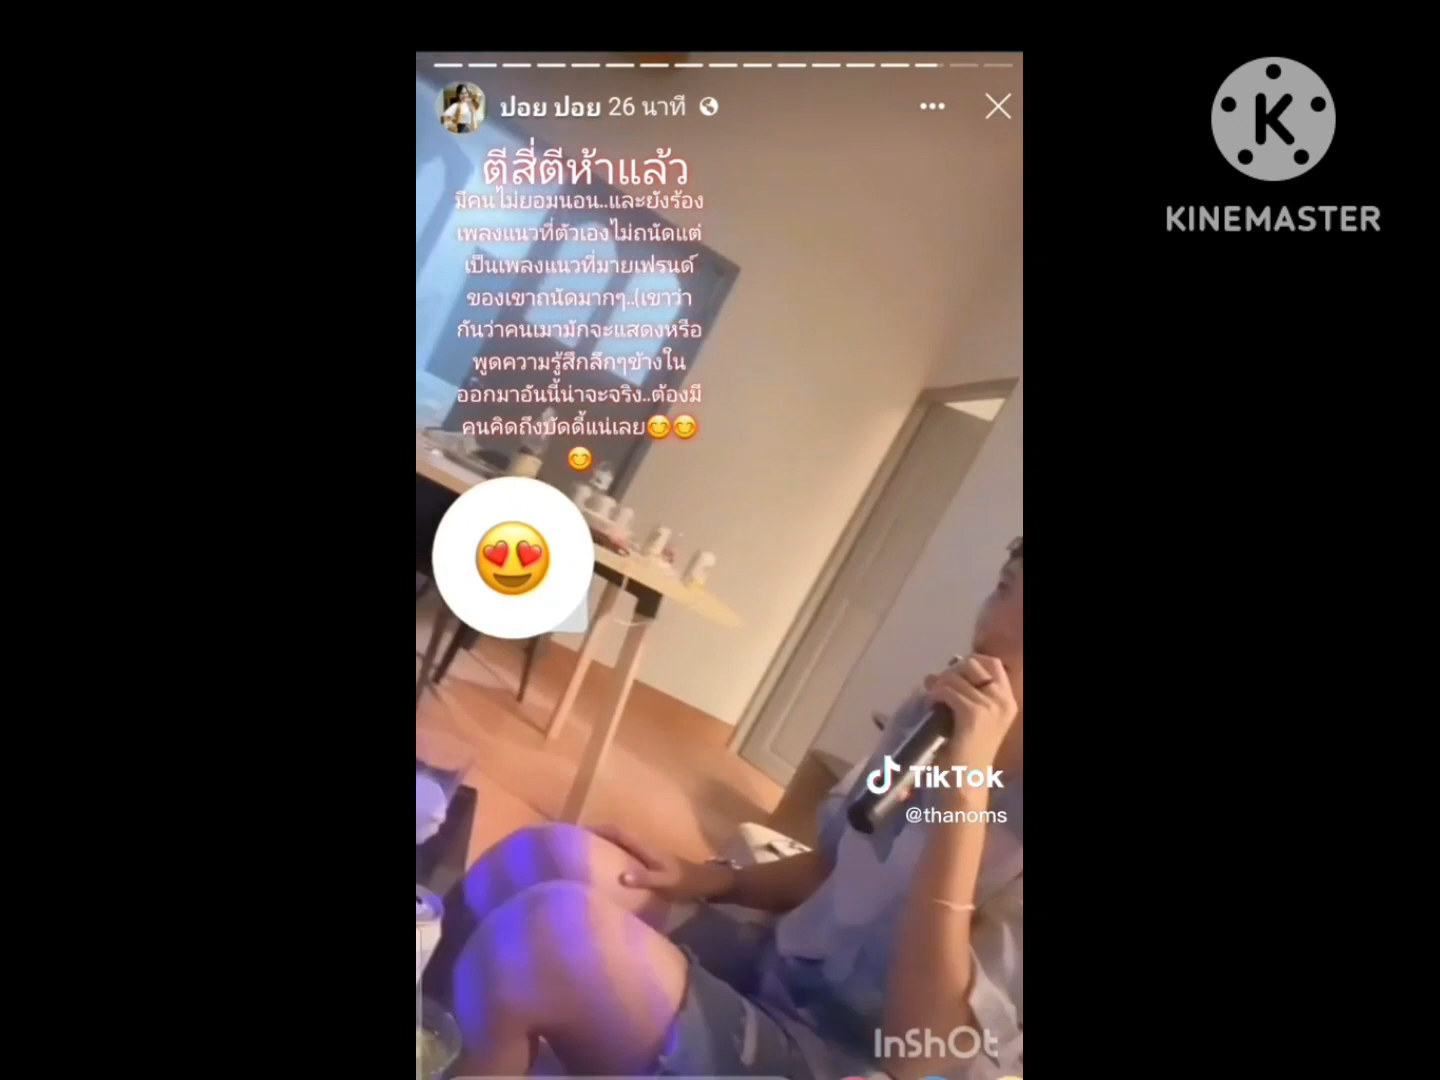 ปอย ปอย 26 นาที
ตีสี่ตีห้าแล้ว
มีคนไม่ยอมนอน..และยังร้อง
เพลงแนวที่ตัวเองไม่ถนัดแต่
เป็นเพลงแนวที่มายเฟรนด์
ของเขาถนัดมากๆ..(เขาว่า
กันว่าคนเมามักจะแสดงหรือ
พูดความรู้สึกลึกๆข้างใน
ออกมาอันนี้น่าจะจริง..ต้องมี
คนคิดถึงบัดดี้แน่เลย😊😊
😊
K
KINEMASTER
TikTok
@thanoms
InShOt